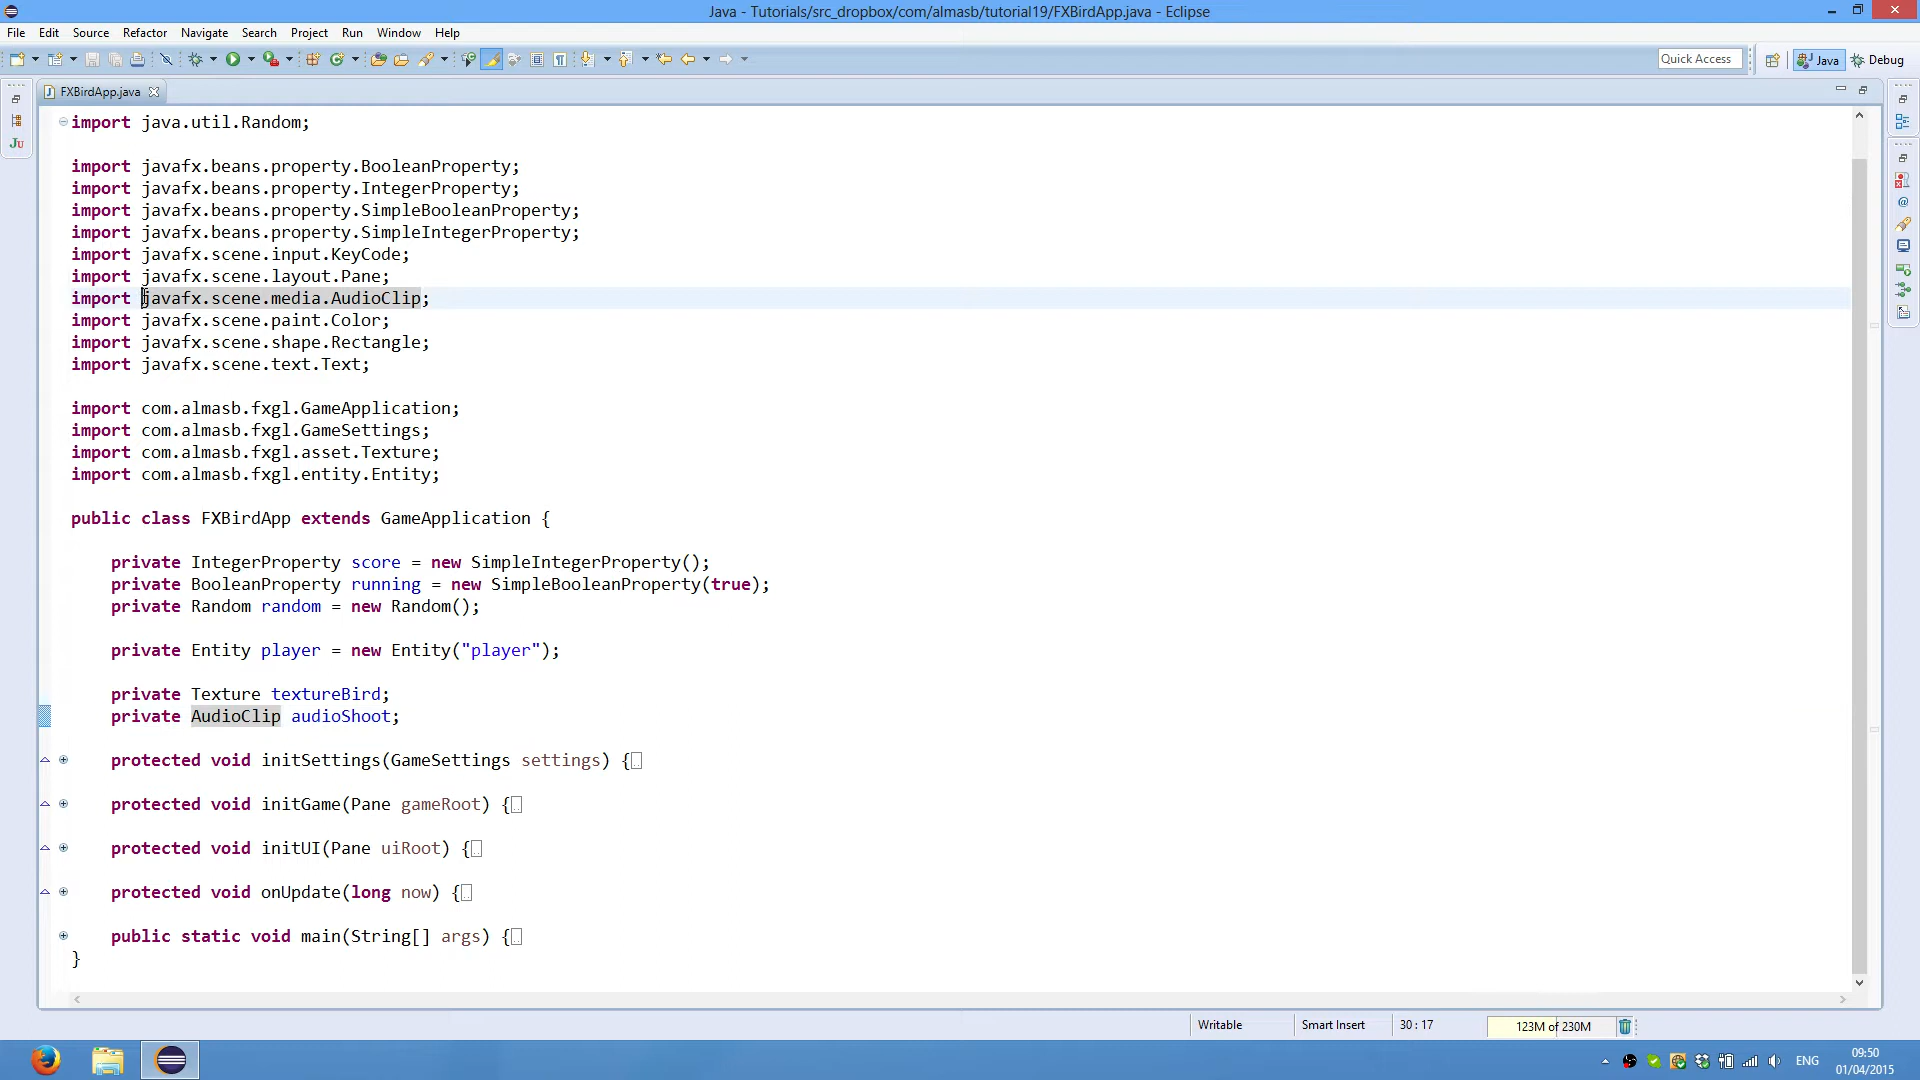 Java - Tutorials/src_dropbox/com/almasb/tutorial19/FXBirdApp.java - Eclipse
File Edit Source Refactor Navigate Search Project Run Window Help
Quick Access Java Debug
FXBirdApp.java
import java.util.Random;
import javafx.beans.property.BooleanProperty;
import javafx.beans.property.IntegerProperty;
import javafx.beans.property.SimpleBooleanProperty;
import javafx.beans.property.SimpleIntegerProperty;
import javafx.scene.input.KeyCode;
import javafx.scene.layout.Pane;
import javafx.scene.media.AudioClip;
import javafx.scene.paint.Color;
import javafx.scene.shape.Rectangle;
import javafx.scene.text.Text;
import com.almasb.fxgl.GameApplication;
import com.almasb.fxgl.GameSettings;
import com.almasb.fxgl.asset.Texture;
import com.almasb.fxgl.entity.Entity;
public class FXBirdApp extends GameApplication {
private IntegerProperty score = new SimpleIntegerProperty();
private BooleanProperty running = new SimpleBooleanProperty(true);
private Random random = new Random();
private Entity player = new Entity("player");
private Texture textureBird;
private AudioClip audioShoot;
protected void initSettings(GameSettings settings) {
protected void initGame(Pane gameRoot) {
protected void initUI(Pane uiRoot) {
protected void onUpdate(long now) {
public static void main(String[] args) {
}
Writable Smart Insert 30 : 17 123M of 230M
ENG 09:50
01/04/2015